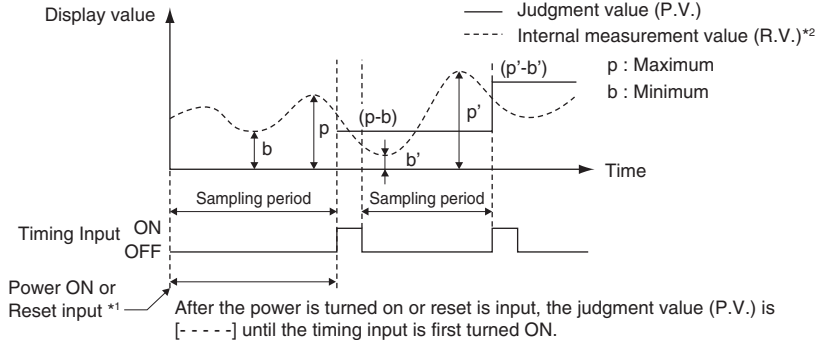 Display value
Judgment value (P.V.)
Internal measurement value (R.V.)*2
(p'-b')
p : Maximum
b : Minimum
(p-b)
p
p'
b
b'
Time
Sampling period
Sampling period
Timing Input
ON
OFF
Power ON or
Reset input *1
After the power is turned on or reset is input, the judgment value (P.V.) is
[- - - - -] until the timing input is first turned ON.